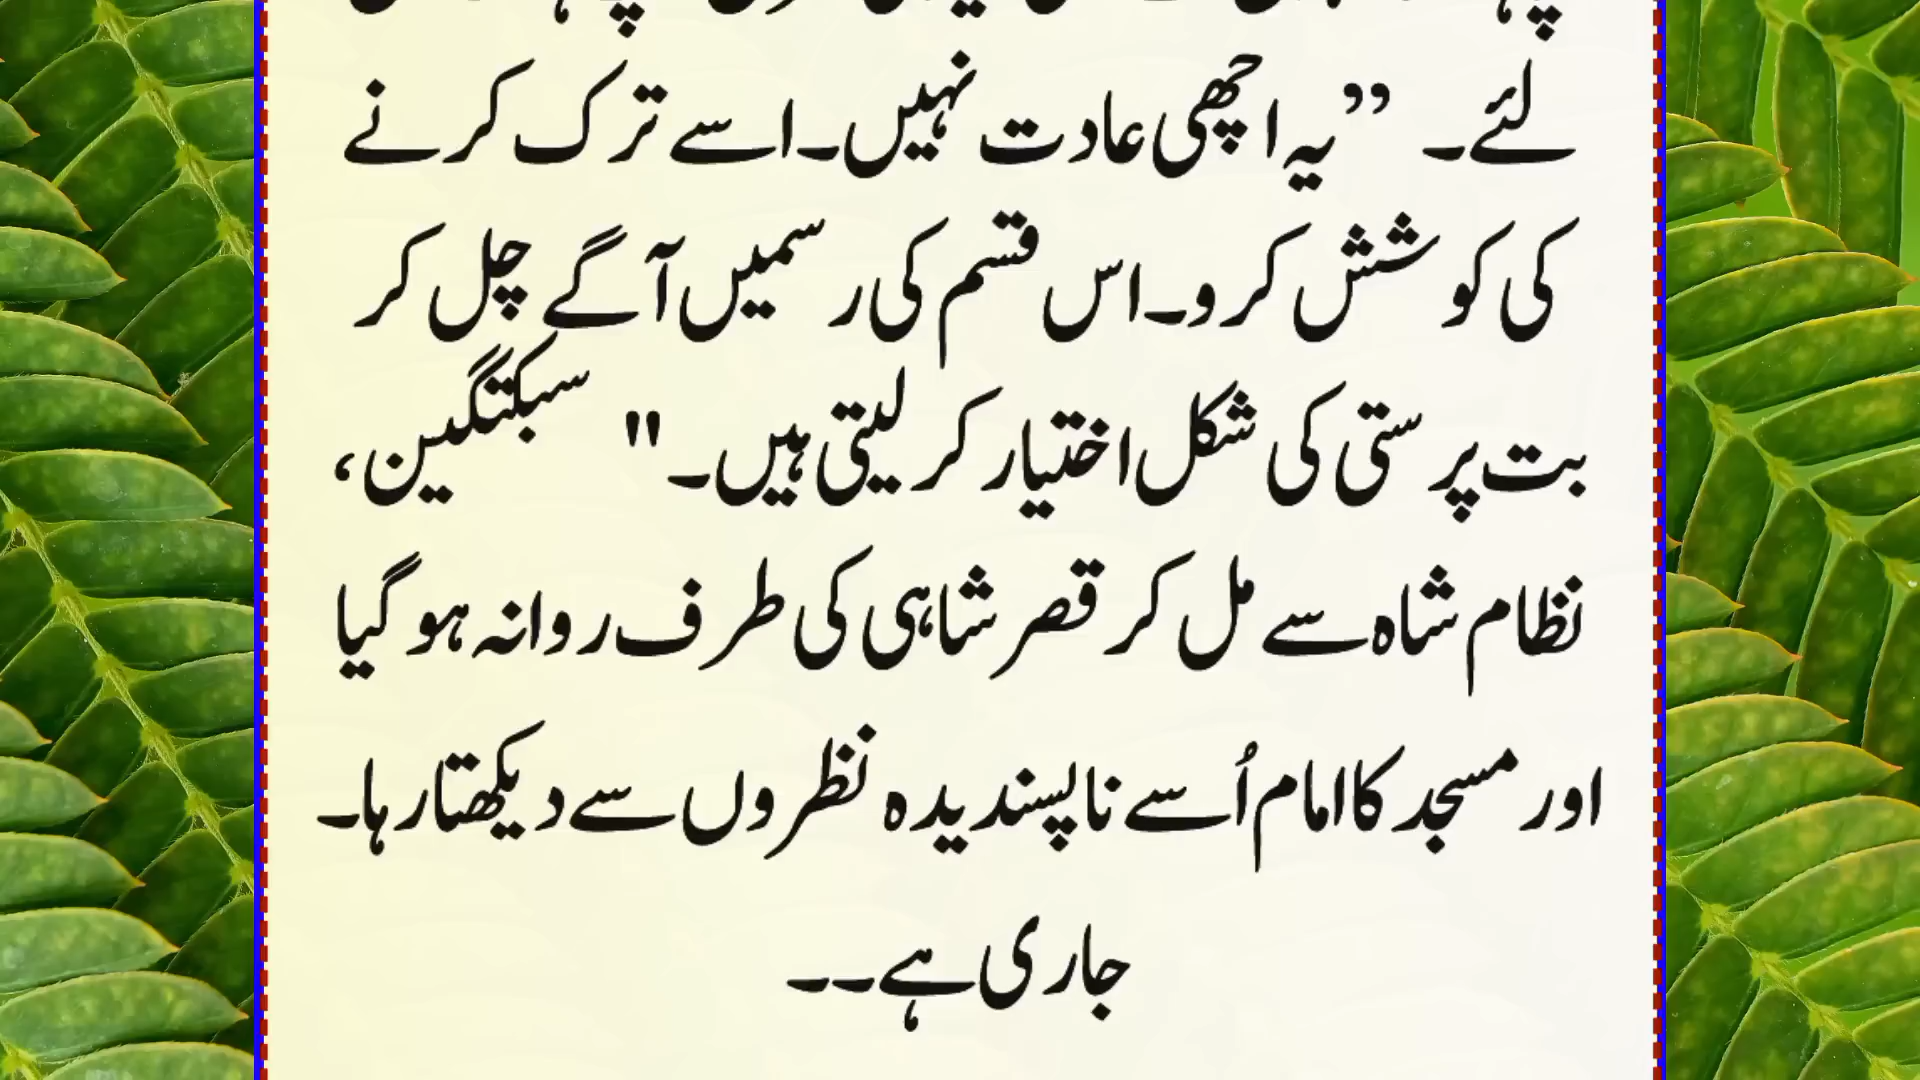 لئے۔ ”یہ اچھی عادت نہیں۔ اسے ترک کرنے
کی کوشش کرو۔ اس قسم کی رسمیں آگے چل کر
بت پرستی کی شکل اختیار کر لیتی ہیں۔" سبکتگین،
نظام شاہ سے مل کر قصر شاہی کی طرف روانہ ہو گیا
اور مسجد کا امام اُسے ناپسندیدہ نظروں سے دیکھتا رہا۔
جاری ہے۔۔